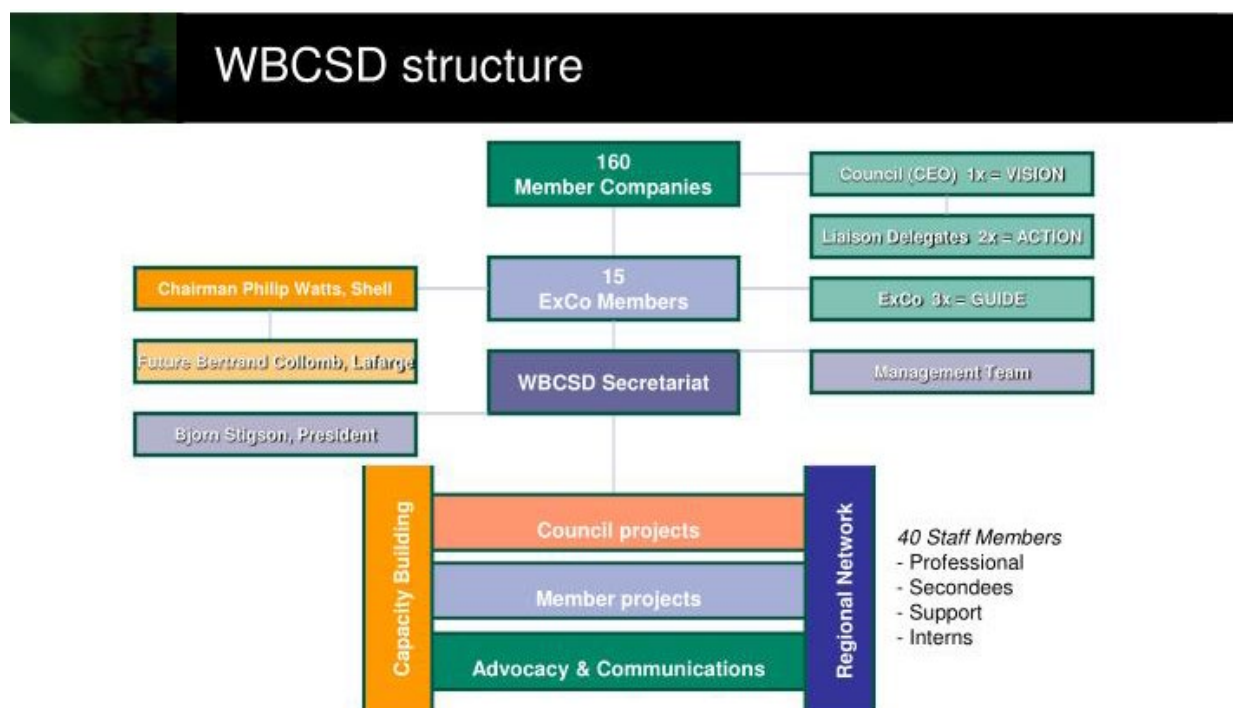 WBCSD structure
160
Member Companies
Council (CEO) 1x = VISION
Liaison Delegates 2x = ACTION
15
ExCo Members
Chairman Philip Watts, Shell
ExCo 3x = GUIDE
Future Bertrand Collomb, Lafarge
WBCSD Secretariat
Management Team
Bjorn Stigson, President
Capacity Building
Council projects
Member projects
Advocacy & Communications
Regional Network
40 Staff Members
- Professional
- Secondees
- Support
- Interns